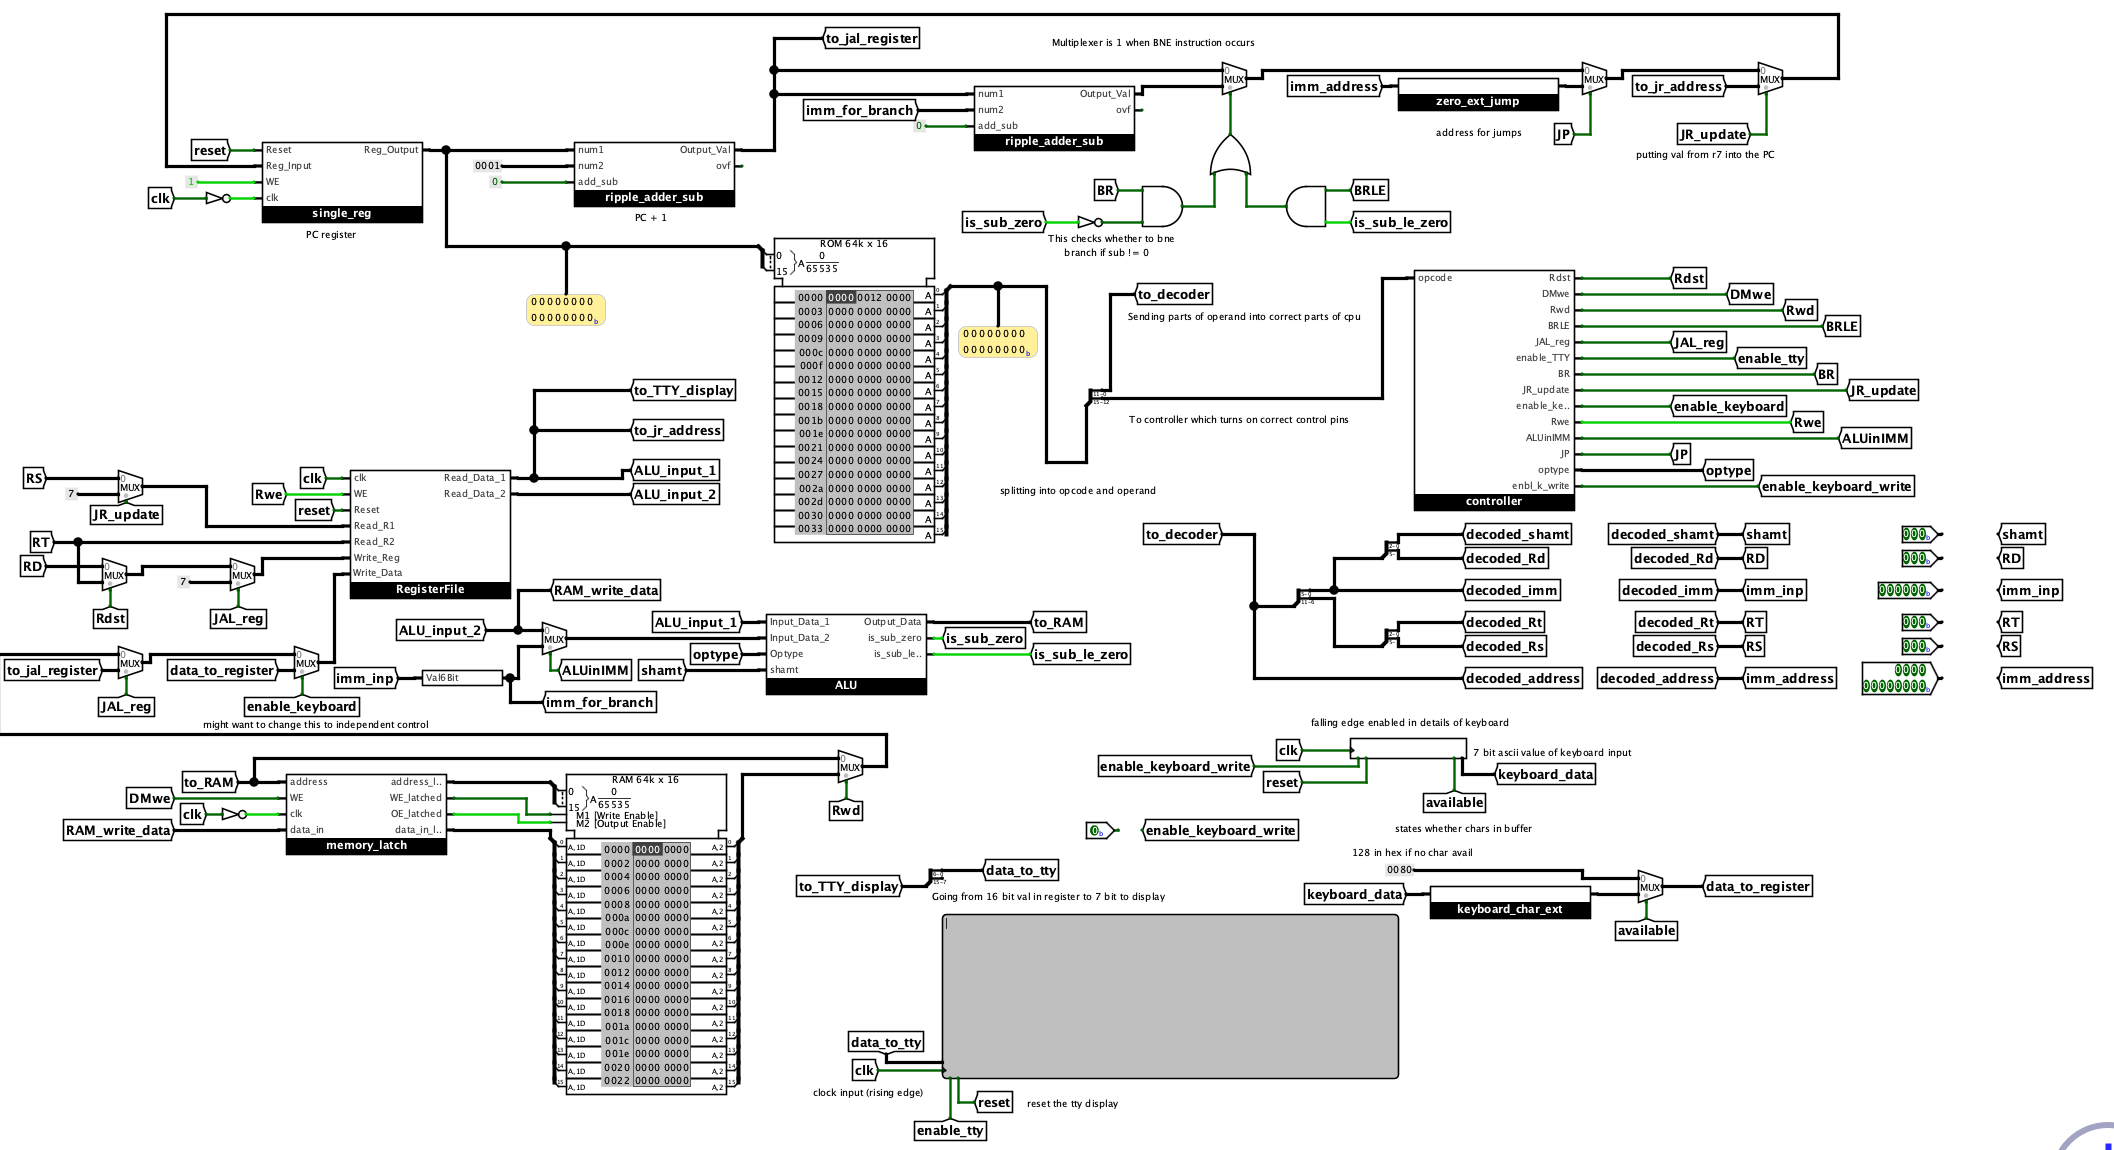 to_jal_register
Multiplexer is 1 when BNE instruction occurs
0
MUX
imm_address
zero_ext_jump
0
MUX
to_jr_address
0
MUX
num1
num2
add_sub
Output_Val
ovf
ripple_adder_sub
imm_for_branch
0
address for jumps
JP
JR_update
putting val from r7 into the PC
reset
Reset
Reg_Input
WE
clk
Reg_Output
single_reg
1
clk
PC register
num1
num2
add_sub
Output_Val
ovf
ripple_adder_sub
0001
0
PC + 1
BR
BRLE
is_sub_zero
is_sub_le_zero
This checks whether to bne
branch if sub != 0
00000000
00000000b
ROM 64k x 16
0
15
A
0
65535
0000 0000 0012 0000
0003 0000 0000 0000
0006 0000 0000 0000
0009 0000 0000 0000
000c 0000 0000 0000
000f 0000 0000 0000
0012 0000 0000 0000
0015 0000 0000 0000
0018 0000 0000 0000
001b 0000 0000 0000
001e 0000 0000 0000
0021 0000 0000 0000
0024 0000 0000 0000
0027 0000 0000 0000
002a 0000 0000 0000
002d 0000 0000 0000
0030 0000 0000 0000
0033 0000 0000 0000
00000000
00000000b
to_decoder
Sending parts of operand into correct parts of cpu
To controller which turns on correct control pins
splitting into opcode and operand
opcode
Rdst
DMwe
Rwd
BRLE
JAL_reg
enable_TTY
BR
JR_update
enable_ke..
Rwe
ALUinIMM
JP
optype
enbl_k_write
controller
Rdst
DMwe
Rwd
BRLE
JAL_reg
enable_tty
BR
JR_update
enable_keyboard
Rwe
ALUinIMM
JP
optype
enable_keyboard_write
to_TTY_display
to_jr_address
ALU_input_1
ALU_input_2
RS
7
0
MUX
JR_update
clk
Rwe
reset
clk
WE
Reset
Read_R1
Read_R2
Write_Reg
Write_Data
Read_Data_1
Read_Data_2
RegisterFile
RT
RD
0
MUX
Rdst
7
0
MUX
JAL_reg
to_decoder
decoded_shamt
decoded_Rd
decoded_imm
decoded_Rt
decoded_Rs
decoded_address
decoded_shamt
shamt
decoded_Rd
RD
decoded_imm
imm_inp
decoded_Rt
RT
decoded_Rs
RS
decoded_address
imm_address
000b
shamt
000b
RD
000000b
imm_inp
000b
RT
000b
RS
0000
00000000b
imm_address
RAM_write_data
ALU_input_2
0
MUX
ALUinIMM
imm_inp
Val6Bit
imm_for_branch
ALU_input_1
optype
shamt
Input_Data_1
Input_Data_2
Optype
shamt
Output_Data
is_sub_zero
is_sub_le..
ALU
to_RAM
is_sub_zero
is_sub_le_zero
to_jal_register
0
MUX
JAL_reg
data_to_register
0
MUX
enable_keyboard
might want to change this to independent control
to_RAM
DMwe
clk
RAM_write_data
address
WE
clk
data_in
address_l..
WE_latched
OE_latched
data_in_l..
memory_latch
RAM 64k x 16
0
15
A
0
65535
M1 [Write Enable]
M2 [Output Enable]
0000 0000 0000
0002 0000 0000
0004 0000 0000
0006 0000 0000
0008 0000 0000
000a 0000 0000
000c 0000 0000
000e 0000 0000
0010 0000 0000
0012 0000 0000
0014 0000 0000
0016 0000 0000
0018 0000 0000
001a 0000 0000
001c 0000 0000
001e 0000 0000
0020 0000 0000
0022 0000 0000
0
MUX
Rwd
falling edge enabled in details of keyboard
clk
enable_keyboard_write
reset
7 bit ascii value of keyboard input
keyboard_data
available
states whether chars in buffer
0b
enable_keyboard_write
128 in hex if no char avail
0080
keyboard_data
keyboard_char_ext
0
MUX
data_to_register
available
to_TTY_display
data_to_tty
Going from 16 bit val in register to 7 bit to display
data_to_tty
clk
clock input (rising edge)
reset
reset the tty display
enable_tty